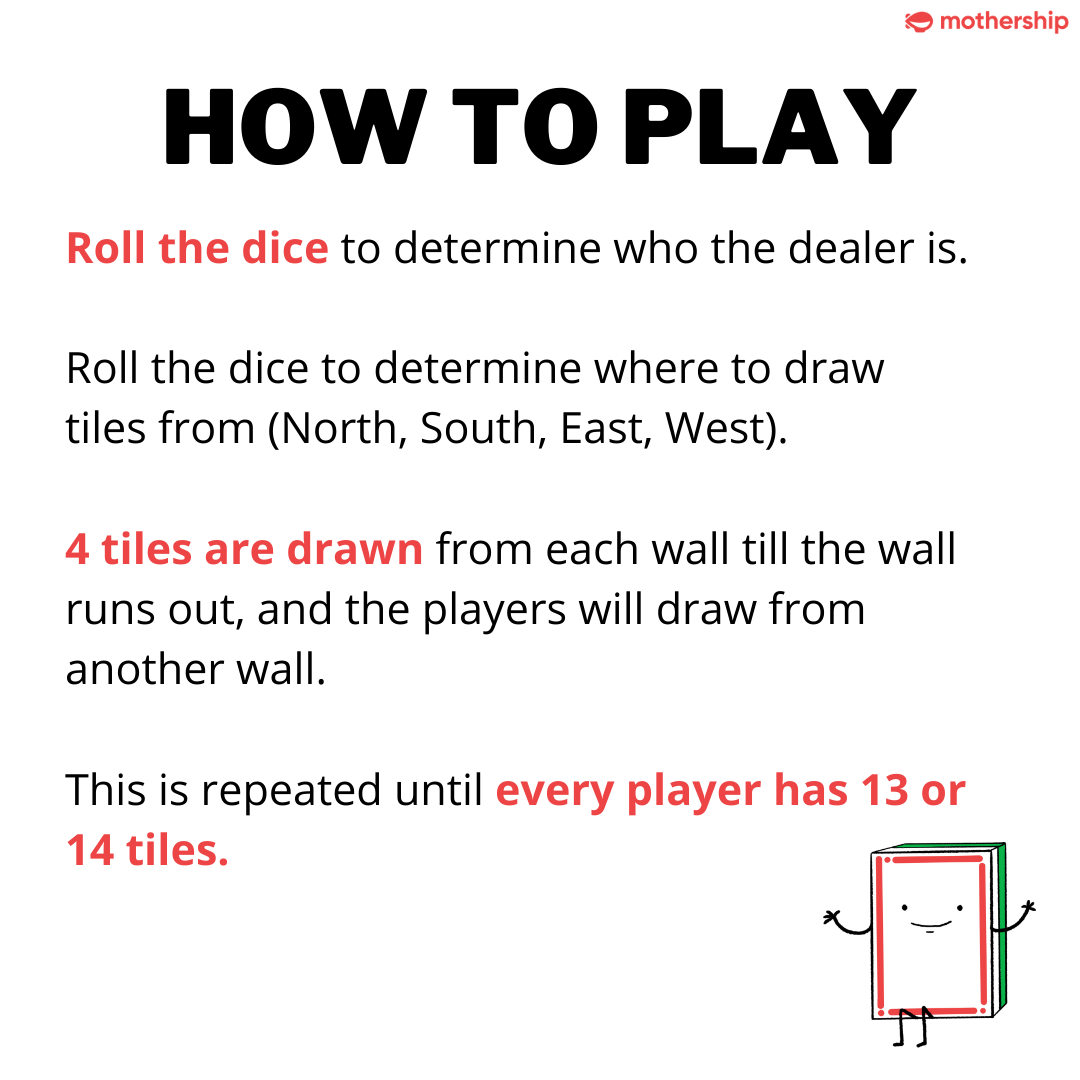 mothership
HOW TO PLAY
Roll the dice to determine who the dealer is.
Roll the dice to determine where to draw
tiles from (North, South, East, West).
4 tiles are drawn from each wall till the wall
runs out, and the players will draw from
another wall.
This is repeated until every player has 13 or
14 tiles.